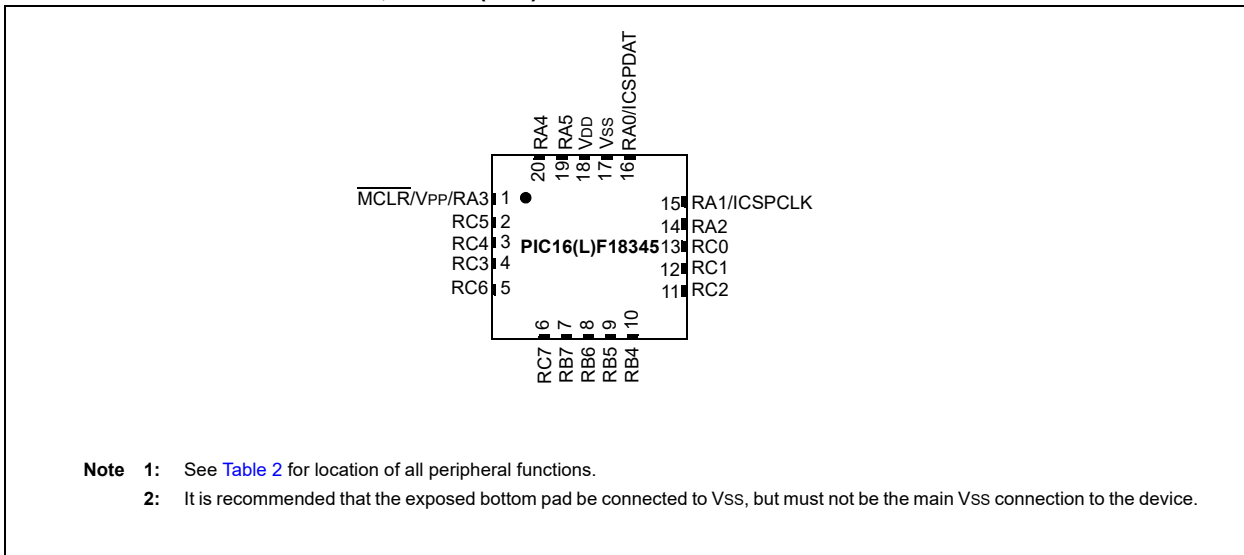 RA4
RA5
VDD
VSS
RA0/ICSPDAT
20
19
18
17
16
MCLR/VPP/RA3 1
RC5 2
RC4 3
RC3 4
RC6 5
PIC16(L)F18345
15 RA1/ICSPCLK
14 RA2
13 RC0
12 RC1
11 RC2
6
7
8
9
10
RC7
RB7
RB6
RB5
RB4
Note 1: See Table 2 for location of all peripheral functions.
2: It is recommended that the exposed bottom pad be connected to VSS, but must not be the main VSS connection to the device.